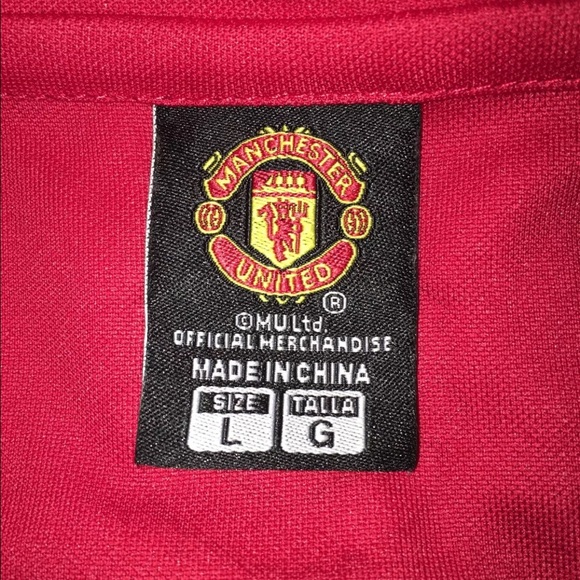 MANCHESTER
UNITED
®
©MU.Ltd.
OFFICIAL MERCHANDISE
MADE IN CHINA
SIZE TALLA
L G